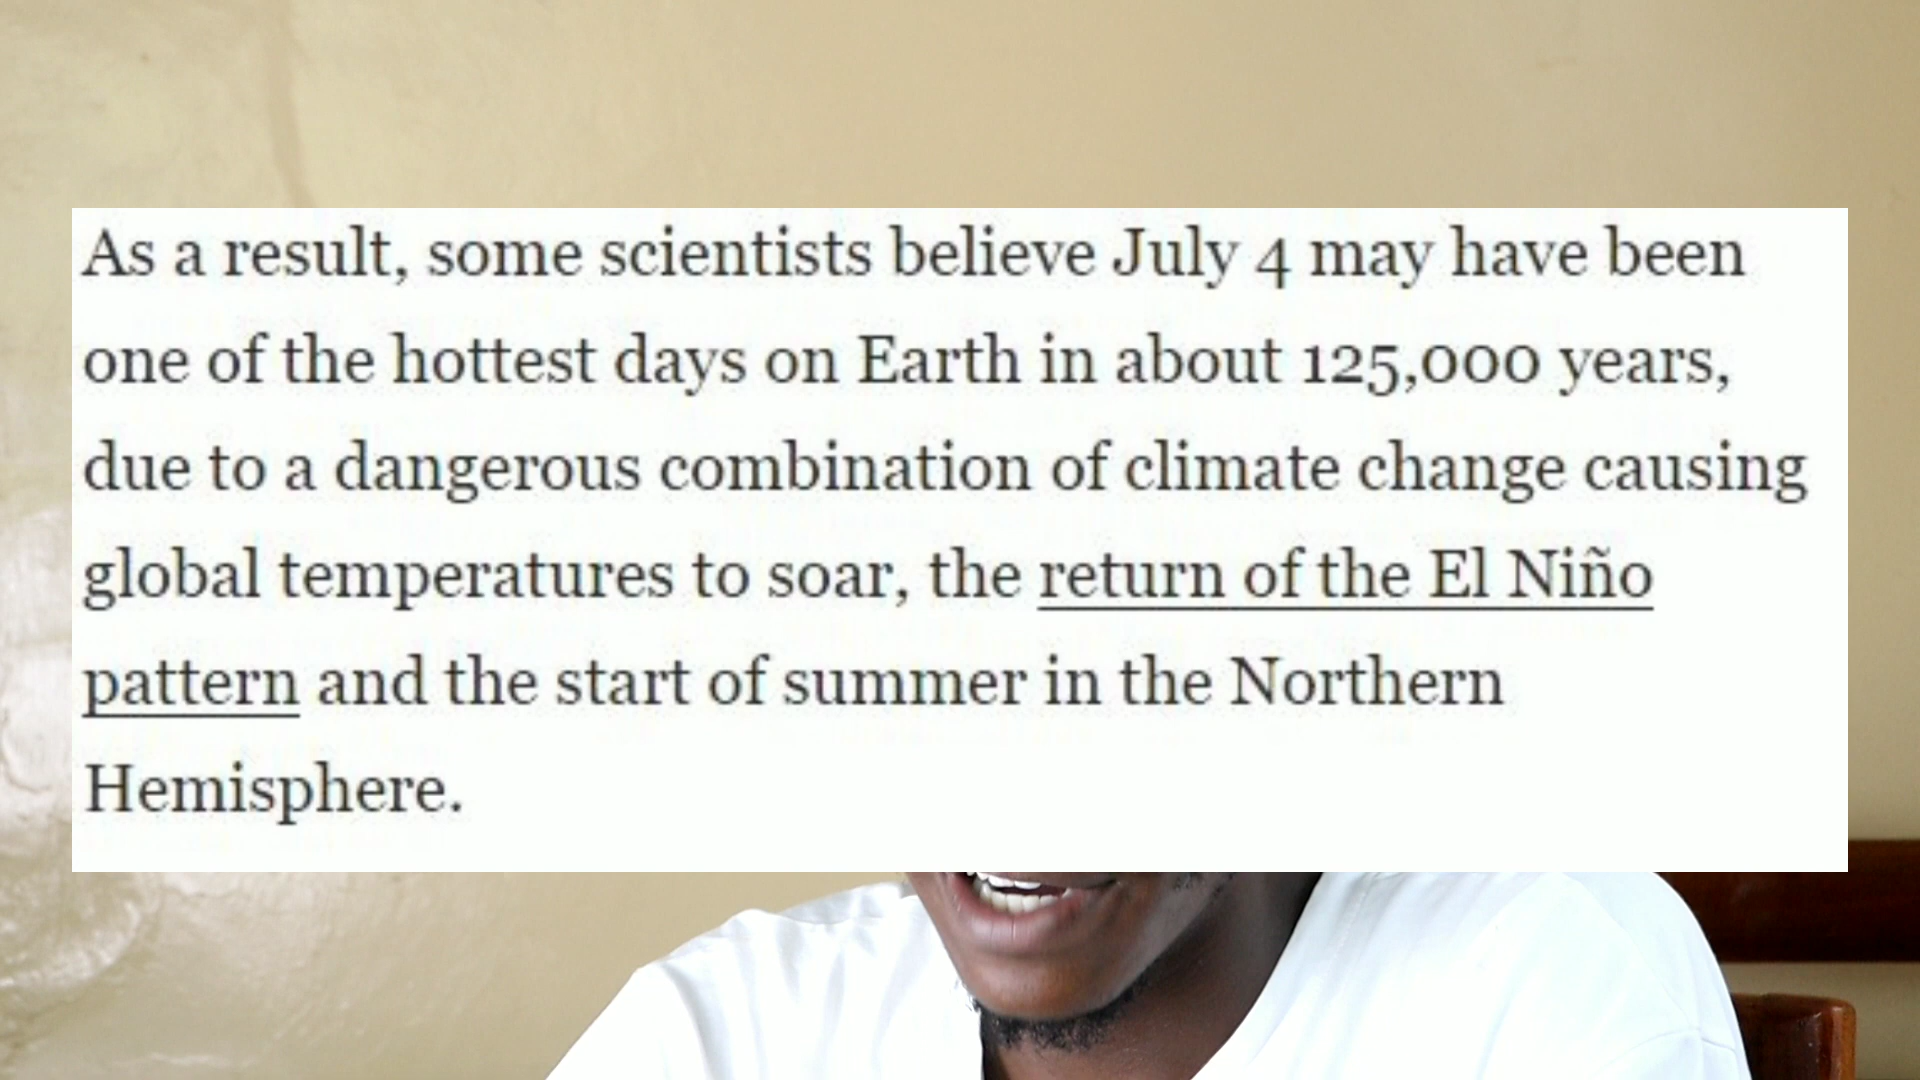 As a result, some scientists believe July 4 may have been
one of the hottest days on Earth in about 125,000 years,
due to a dangerous combination of climate change causing
global temperatures to soar, the return of the El Niño
pattern and the start of summer in the Northern
Hemisphere.